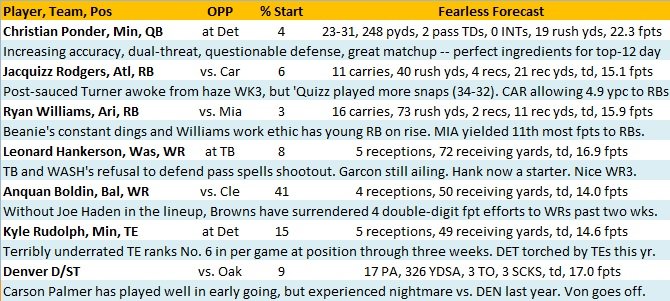 Player, Team, Pos OPP % Start Fearless Forecast
Christian Ponder, Min, QB at Det 4 23-31, 248 pyds, 2 pass TDs, 0 INTs, 19 rush yds, 22.3 fpts
Increasing accuracy, dual-threat, questionable defense, great matchup -- perfect ingredients for top-12 day
Jacquizz Rodgers, Atl, RB vs. Car 6 11 carries, 40 rush yds, 4 recs, 21 rec yds, td, 15.1 fpts
Post-sauced Turner awoke from haze WK3, but 'Quizz played more snaps (34-32). CAR allowing 4.9 ypc to RBs
Ryan Williams, Ari, RB vs. Mia 3 16 carries, 73 rush yds, 2 recs, 11 rec yds, td, 15.9 fpts
Beanie's constant dings and Williams work ethic has young RB on rise. MIA yielded 11th most fpts to RBs.
Leonard Hankerson, Was, WR at TB 8 5 receptions, 72 receiving yards, td, 16.9 fpts
TB and WASH's refusal to defend pass spells shootout. Garcon still ailing. Hank now a starter. Nice WR3.
Anquan Boldin, Bal, WR vs. Cle 41 4 receptions, 50 receiving yards, td, 14.0 fpts
Without Joe Haden in the lineup, Browns have surrendered 4 double-digit fpt efforts to WRs past two wks.
Kyle Rudolph, Min, TE at Det 15 5 receptions, 49 receiving yards, td, 14.6 fpts
Terribly underrated TE ranks No. 6 in per game at position through three weeks. DET torched by TEs this yr.
Denver D/ST vs. Oak 9 17 PA, 326 YDSA, 3 TO, 3 SCKS, td, 17.0 fpts
Carson Palmer has played well in early going, but experienced nightmare vs. DEN last year. Von goes off.